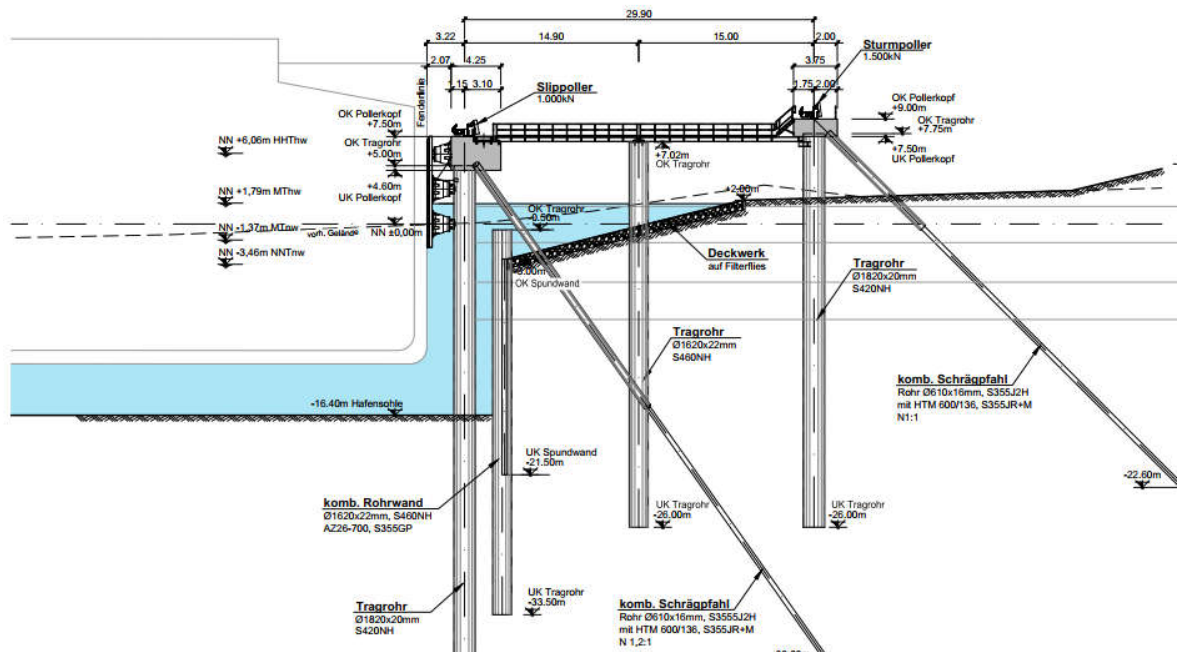 29.90
3.22
14.90
15.00
2.00
2.07
4.25
3.75
1.15
3.10
1.75
2.00
Fenderlinie
Slippoller
1.000kN
Sturmpoller
1.500kN
OK Pollerkopf
+7.50m
OK Tragrohr
+5.00m
+4.60m
UK Pollerkopf
OK Pollerkopf
+9.00m
OK Tragrohr
+7.75m
+7.50m
UK Pollerkopf
+7.02m
OK Tragrohr
NN +6,06m HHThw
NN +1,79m MThw
NN -1,37m MTnw
NN -3,46m NNTnw
vorh. Gelände
NN ±0,00m
+2.00m
OK Tragrohr
-0.50m
-3.00m
OK Spundwand
Deckwerk
auf Filterflies
Tragrohr
Ø1820x20mm
S420NH
Tragrohr
Ø1620x22mm
S460NH
komb. Schrägpfahl
Rohr Ø610x16mm, S355J2H
mit HTM 600/136, S355JR+M
N1:1
-16.40m Hafensohle
UK Spundwand
-21.50m
-22.60m
komb. Rohrwand
Ø1620x22mm, S460NH
AZ26-700, S355GP
UK Tragrohr
-26.00m
UK Tragrohr
-26.00m
UK Tragrohr
-33.50m
Tragrohr
Ø1820x20mm
S420NH
komb. Schrägpfahl
Rohr Ø610x16mm, S3555J2H
mit HTM 600/136, S355JR+M
N 1,2:1